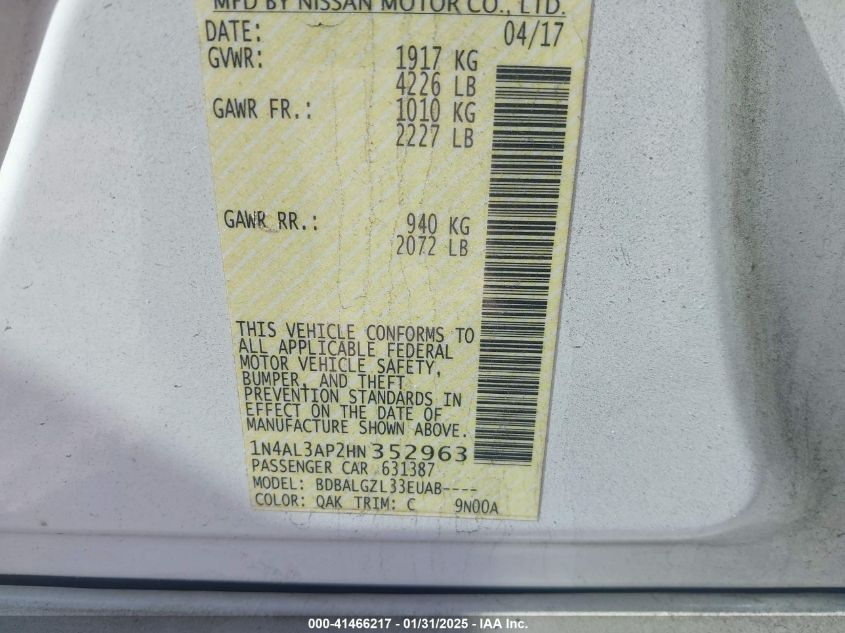 MFD BY NISSAN MOTOR CO., LTD.
DATE: 04/17
GVWR: 1917 KG
4226 LB
GAWR FR.: 1010 KG
2227 LB
GAWR RR.: 940 KG
2072 LB
THIS VEHICLE CONFORMS TO
ALL APPLICABLE FEDERAL
MOTOR VEHICLE SAFETY,
BUMPER, AND THEFT
PREVENTION STANDARDS IN
EFFECT ON THE DATE OF
MANUFACTURE SHOWN ABOVE.
1N4AL3AP2HN352963
PASSENGER CAR 631387
MODEL: BDBALGZL33EUAB----
COLOR: QAK TRIM: C 9N00A
000-41466217 - 01/31/2025 - IAA Inc.